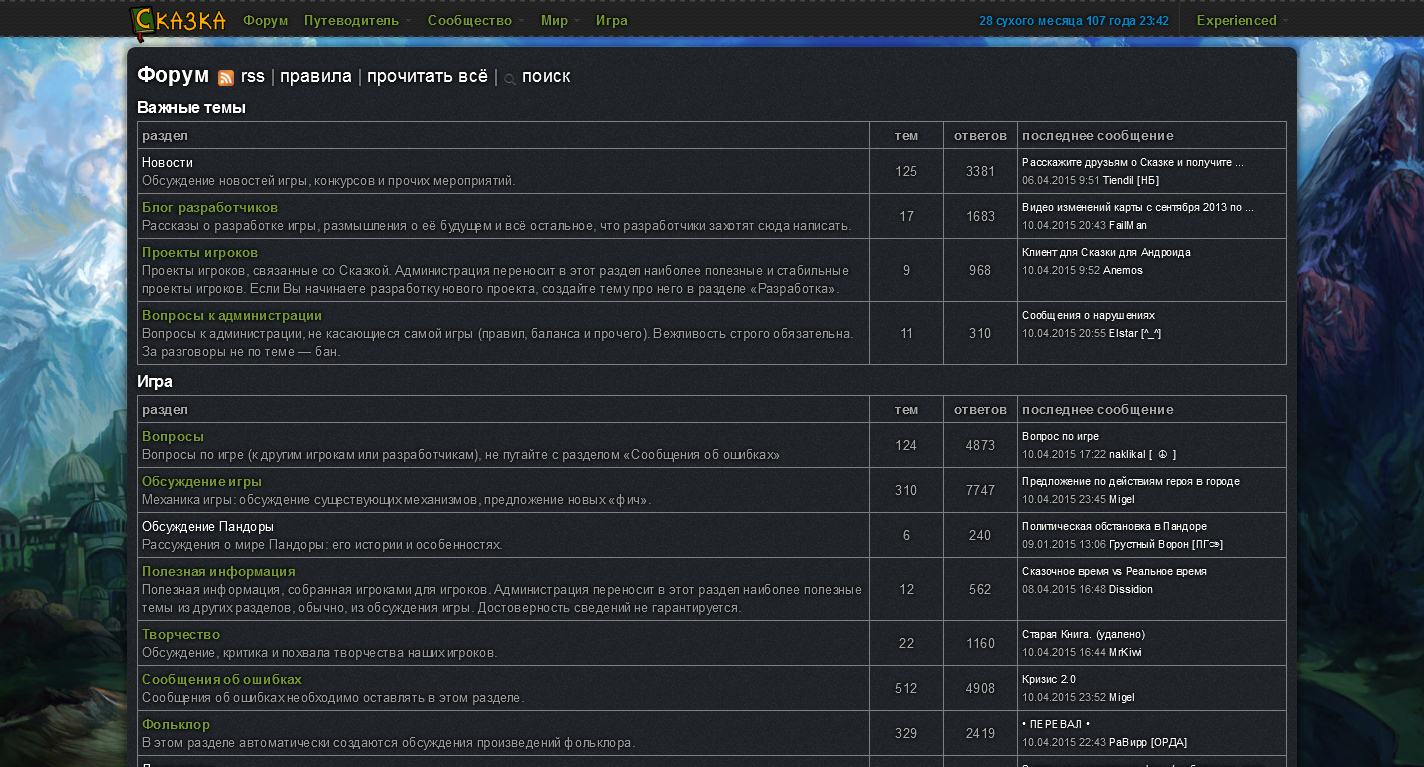 СКАЗКА Форум Путеводитель Сообщество Мир Игра 28 сухого месяца 107 года 23:42 Experienced
Форум rss | правила | прочитать всё | поиск
Важные темы
раздел тем ответов последнее сообщение
Новости
Обсуждение новостей игры, конкурсов и прочих мероприятий.
125 3381
Расскажите друзьям о Сказке и получите ...
06.04.2015 9:51 Tiendil [НБ]
Блог разработчиков
Рассказы о разработке игры, размышления о её будущем и всё остальное, что разработчики захотят сюда написать.
17 1683
Видео изменений карты с сентября 2013 по ...
10.04.2015 20:43 FailMan
Проекты игроков
Проекты игроков, связанные со Сказкой. Администрация переносит в этот раздел наиболее полезные и стабильные
проекты игроков. Если Вы начинаете разработку нового проекта, создайте тему про него в разделе «Разработка».
9 968
Клиент для Сказки для Андроида
10.04.2015 9:52 Anemos
Вопросы к администрации
Вопросы к администрации, не касающиеся самой игры (правил, баланса и прочего). Вежливость строго обязательна.
За разговоры не по теме — бан.
11 310
Сообщения о нарушениях
10.04.2015 20:55 Elstar [^_^]
Игра
раздел тем ответов последнее сообщение
Вопросы
Вопросы по игре (к другим игрокам или разработчикам), не путайте с разделом «Сообщения об ошибках»
124 4873
Вопрос по игре
10.04.2015 17:22 naklikal [ ☮ ]
Обсуждение игры
Механика игры: обсуждение существующих механизмов, предложение новых «фич».
310 7747
Предложение по действиям героя в городе
10.04.2015 23:45 Migel
Обсуждение Пандоры
Рассуждения о мире Пандоры: его истории и особенностях.
6 240
Политическая обстановка в Пандоре
09.01.2015 13:06 Грустный Ворон [ПГ⚰]
Полезная информация
Полезная информация, собранная игроками для игроков. Администрация переносит в этот раздел наиболее полезные
темы из других разделов, обычно, из обсуждения игры. Достоверность сведений не гарантируется.
12 562
Сказочное время vs Реальное время
08.04.2015 16:48 Dissidion
Творчество
Обсуждение, критика и похвала творчества наших игроков.
22 1160
Старая Книга. (удалено)
10.04.2015 16:44 MrKiwi
Сообщения об ошибках
Сообщения об ошибках необходимо оставлять в этом разделе.
512 4908
Кризис 2.0
10.04.2015 23:52 Migel
Фольклор
В этом разделе автоматически создаются обсуждения произведений фольклора.
329 2419
• ПЕРЕВАЛ •
10.04.2015 22:43 РаВирр [ОРДА]